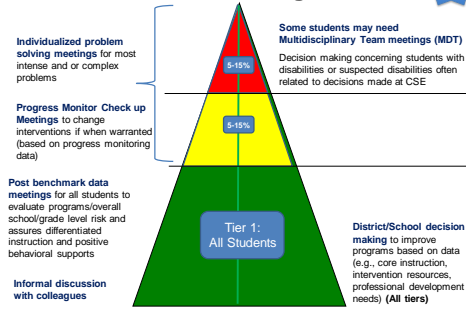 Individualized problem
solving meetings for most
intense and or complex
problems
Progress Monitor Check up
Meetings to change
interventions if when warranted
(based on progress monitoring
data)
Post benchmark data
meetings for all students to
evaluate programs/overall
school/grade level risk and
assures differentiated
instruction and positive
behavioral supports
Informal discussion
with colleagues
5-15%
5-15%
Tier 1:
All Students
Some students may need
Multidisciplinary Team meetings (MDT)
Decision making concerning students with
disabilities or suspected disabilities often
related to decisions made at CSE
District/School decision
making to improve
programs based on data
(e.g., core instruction,
intervention resources,
professional development
needs) (All tiers)